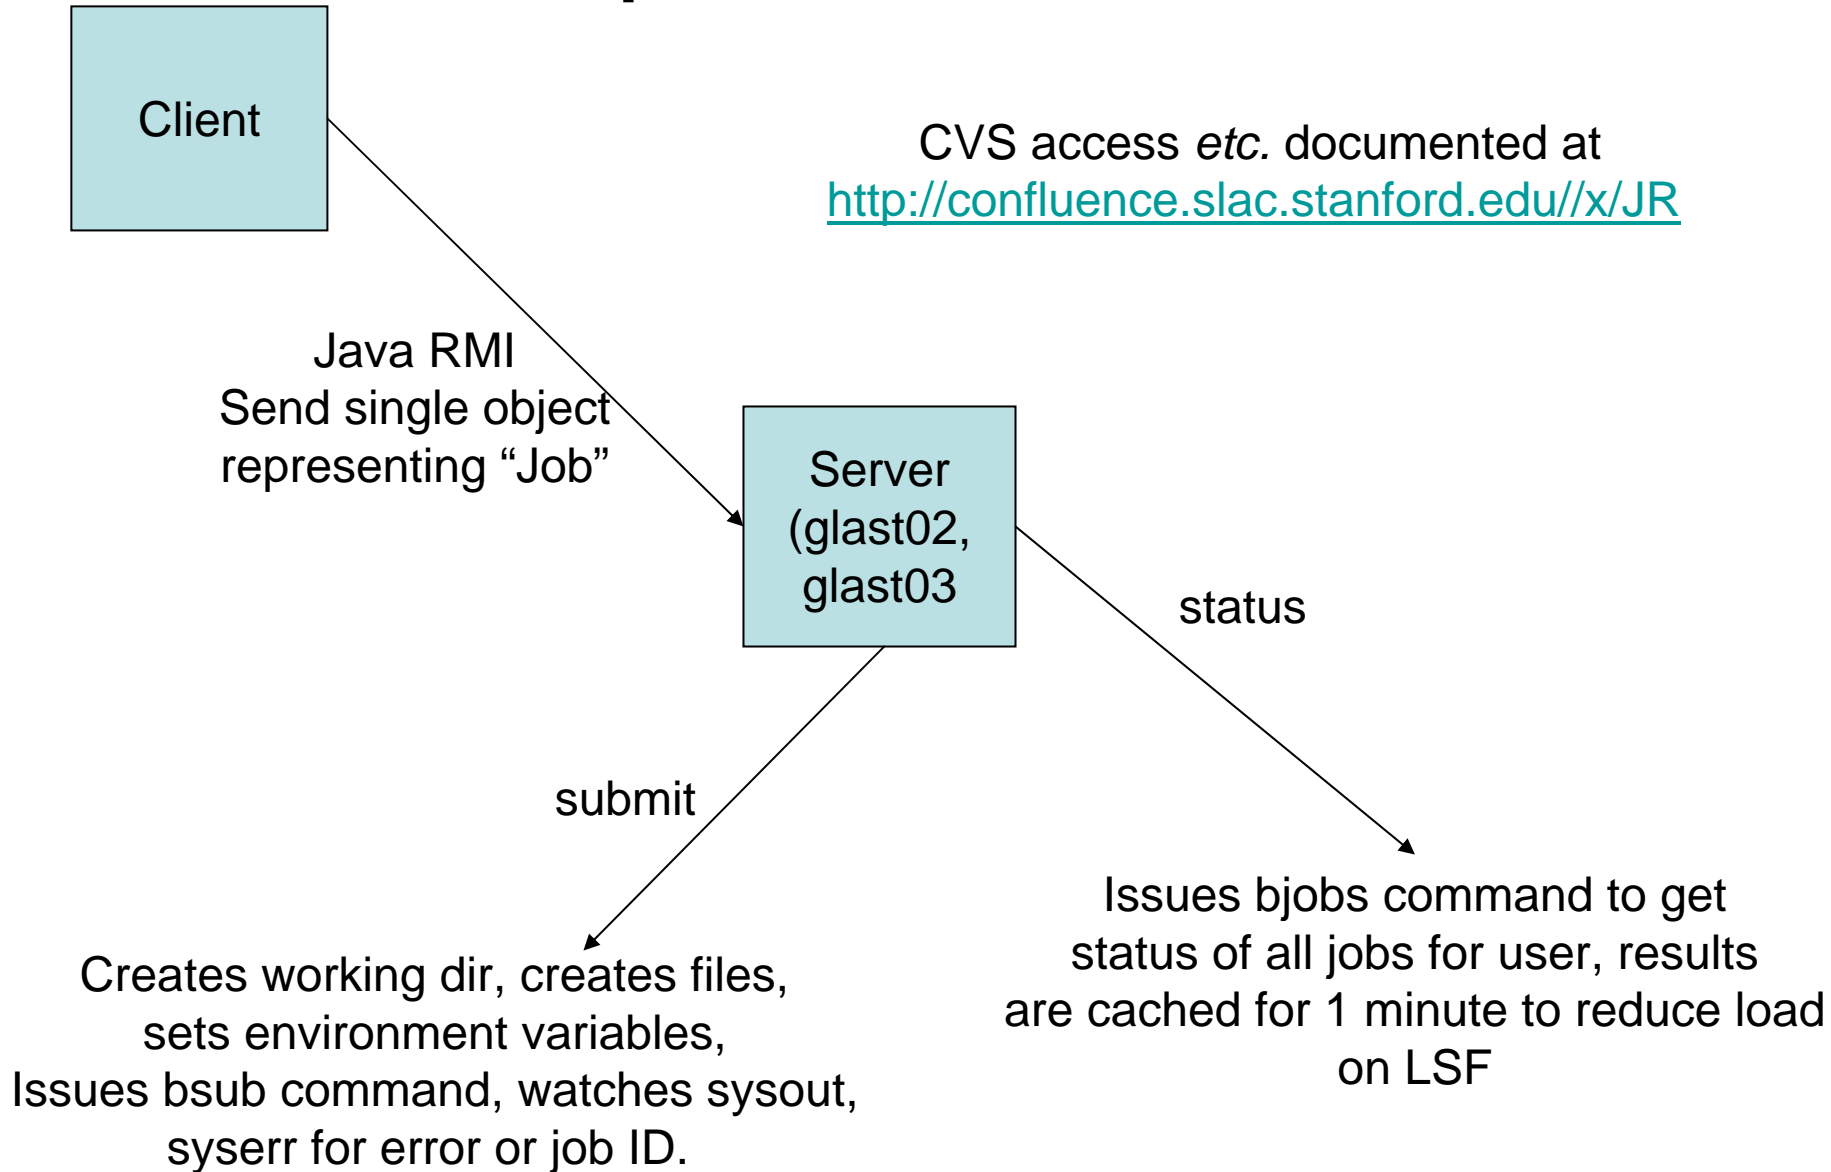 Client
CVS access etc. documented at
http://confluence.slac.stanford.edu//x/JR
Java RMI
Send single object
representing “Job”
Server
(glast02,
glast03
status
submit
Issues bjobs command to get
status of all jobs for user, results
are cached for 1 minute to reduce load
on LSF
Creates working dir, creates files,
sets environment variables,
Issues bsub command, watches sysout,
syserr for error or job ID.